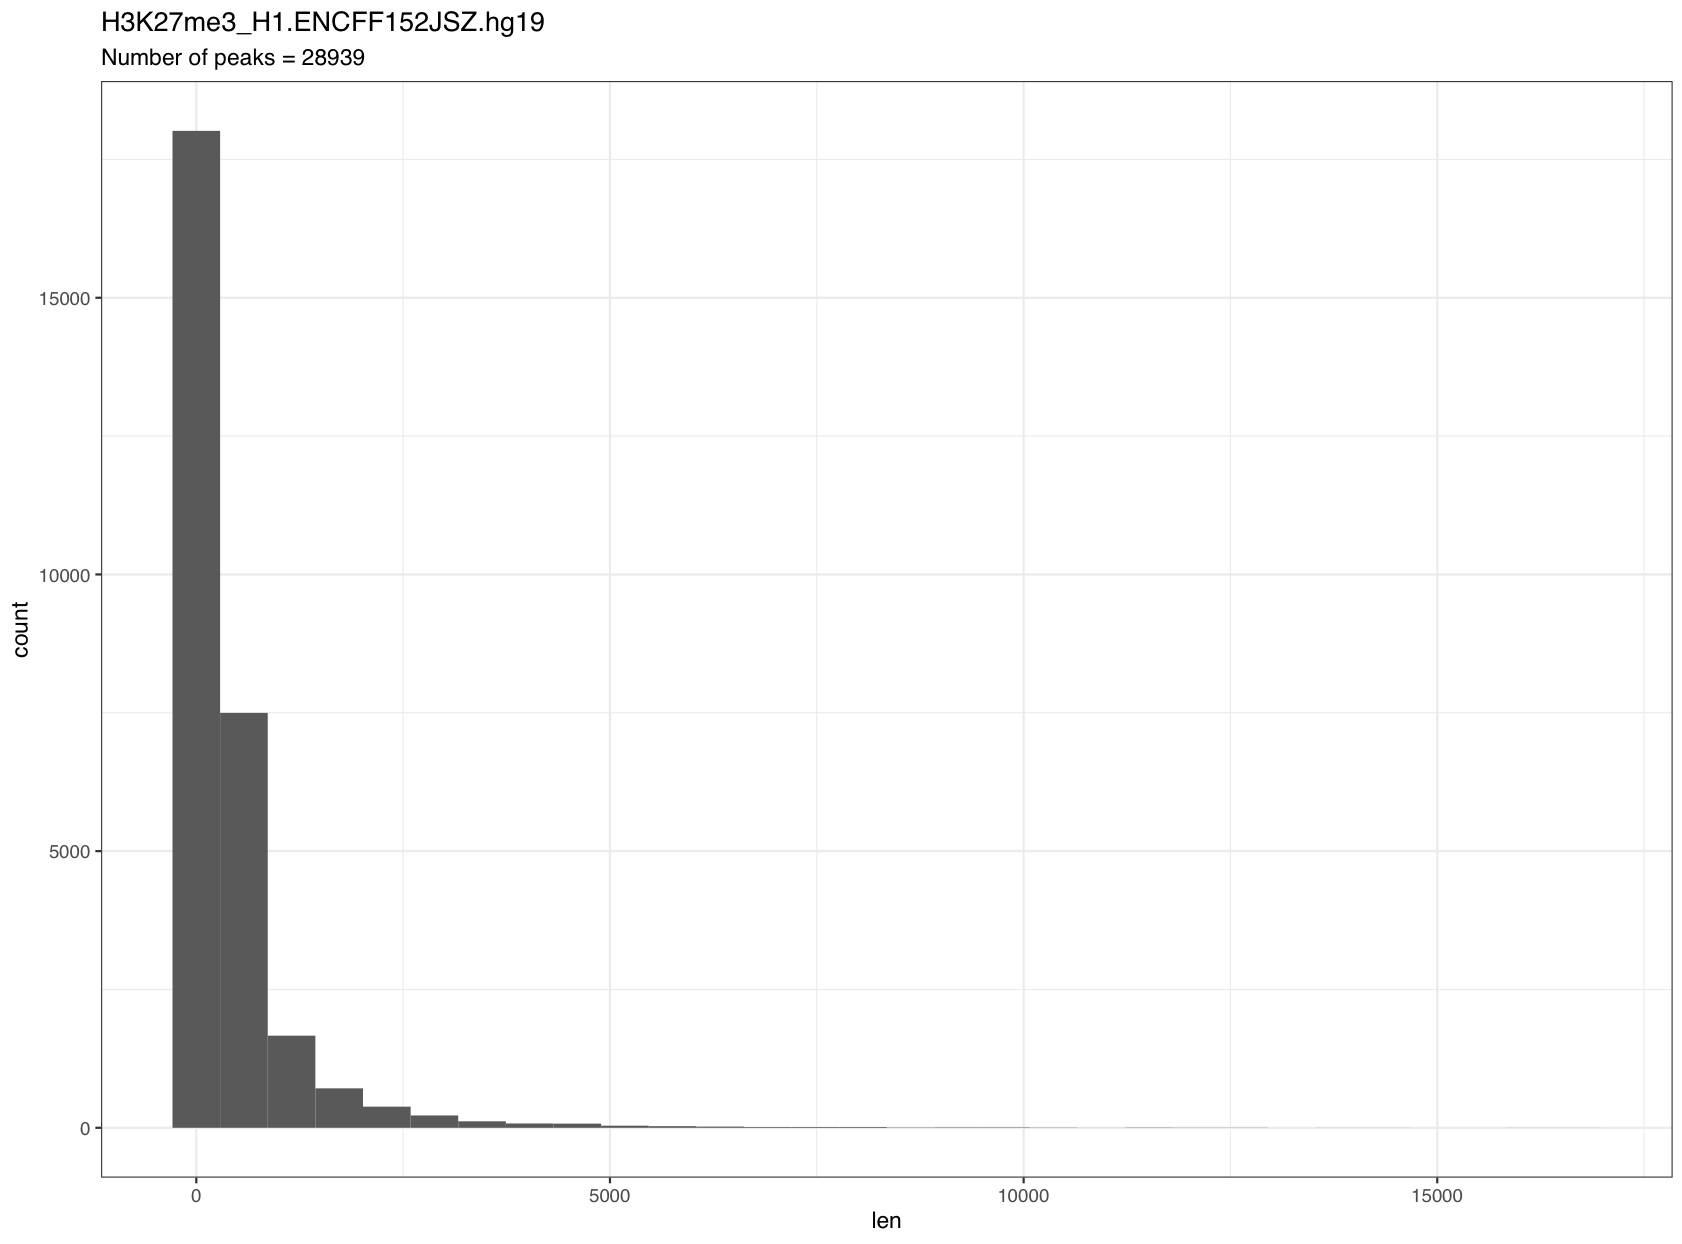 H3K27me3_H1.ENCFF152JSZ.hg19
Number of peaks = 28939
15000
10000
5000
0
count
0 5000 10000 15000
len